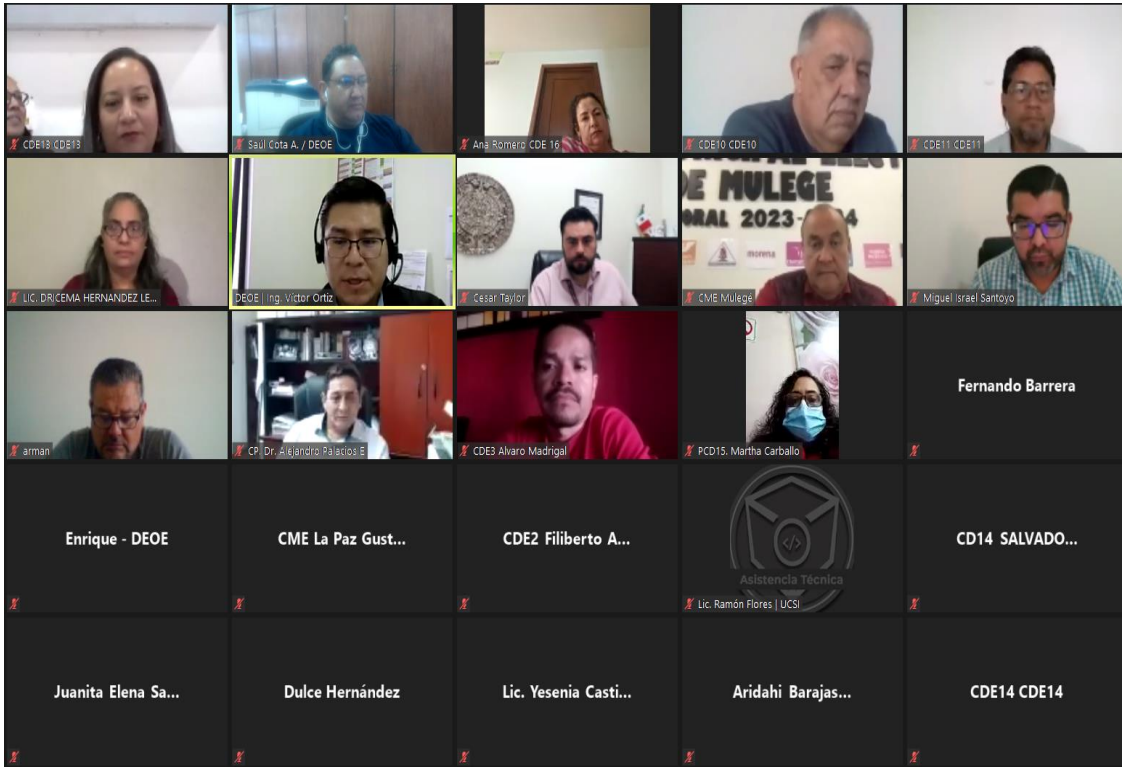 CDE13 CDE13
Saúl Cota A. / DEOE
Ana Romero CDE 16
CDE10 CDE10
CDE11 CDE11
LIC. DRICEMA HERNANDEZ LE...
DEOE | Ing. Víctor Ortiz
Cesar Taylor
DE MULEGE
ORAL 2023-
morena
CME Mulegé
Miguel Israel Santoyo
arman
CP. Dr. Alejandro Palacios E
CDE3 Alvaro Madrigal
PCD15. Martha Carballo
Fernando Barrera
Enrique - DEOE
CME La Paz Gust...
CDE2 Filiberto A...
</>
Asistencia Técnica
Lic. Ramón Flores | UCSI
CD14 SALVADO...
Juanita Elena Sa...
Dulce Hernández
Lic. Yesenia Casti...
Aridahi Barajas...
CDE14 CDE14